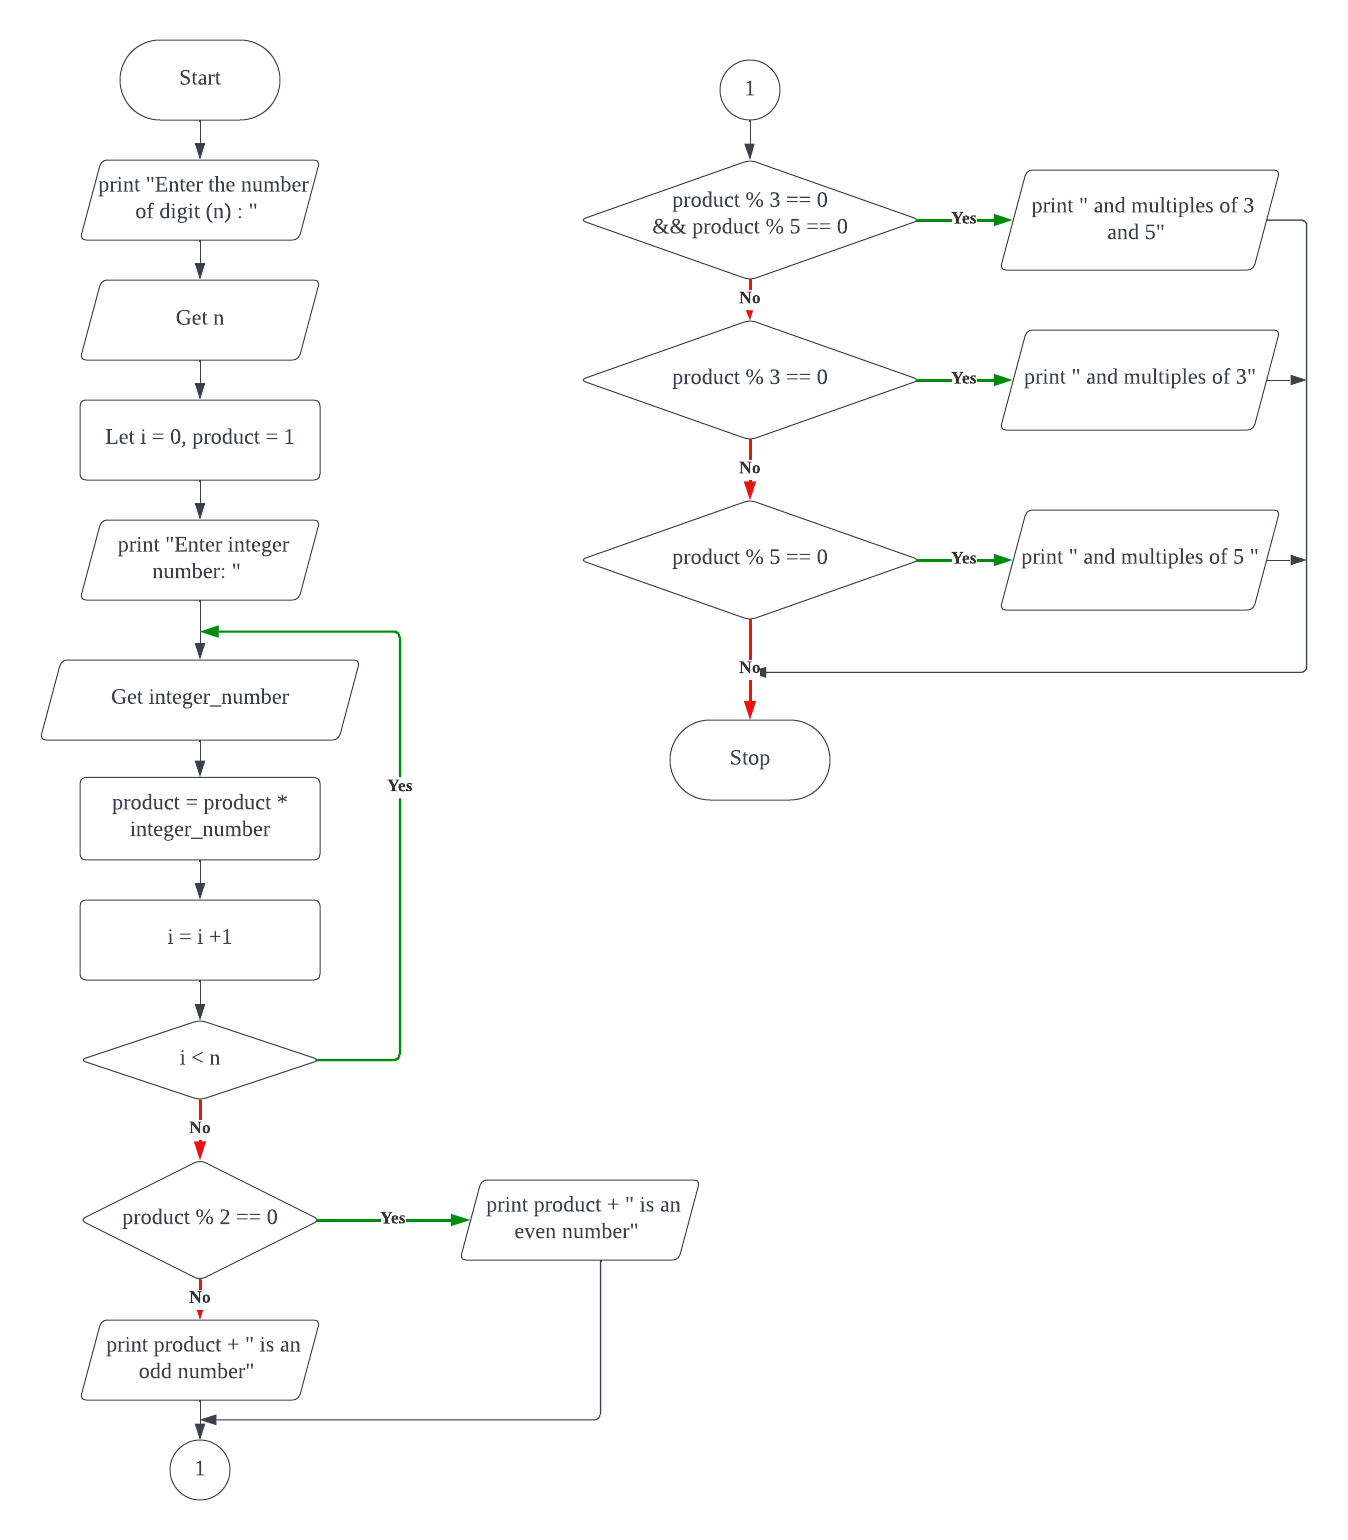 Start
print "Enter the number
of digit (n) : "
Get n
Let i = 0, product = 1
print "Enter integer
number: "
Get integer_number
product = product *
integer_number
i = i +1
i < n
Yes
No
product % 2 == 0
Yes
print product + " is an
even number"
No
print product + " is an
odd number"
1
1
product % 3 == 0
&& product % 5 == 0
Yes
print " and multiples of 3
and 5"
No
product % 3 == 0
Yes
print " and multiples of 3"
No
product % 5 == 0
Yes
print " and multiples of 5 "
No
Stop